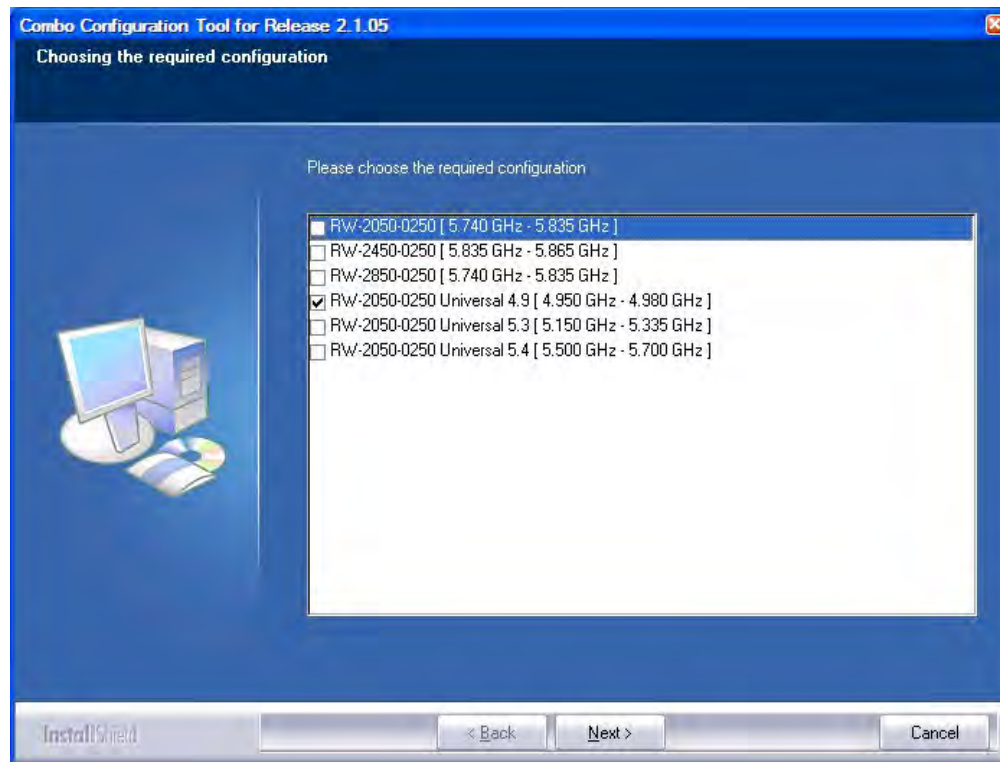 Combo Configuration Tool for Release 2.1.05
Choosing the required configuration
Please choose the required configuration
RW-2050-0250 [ 5.740 GHz - 5.835 GHz ]
RW-2450-0250 [ 5.835 GHz - 5.865 GHz ]
RW-2850-0250 [ 5.740 GHz - 5.835 GHz ]
RW-2050-0250 Universal 4.9 [ 4.950 GHz - 4.980 GHz ]
RW-2050-0250 Universal 5.3 [ 5.150 GHz - 5.335 GHz ]
RW-2050-0250 Universal 5.4 [ 5.500 GHz - 5.700 GHz ]
InstallShield < Back Next > Cancel